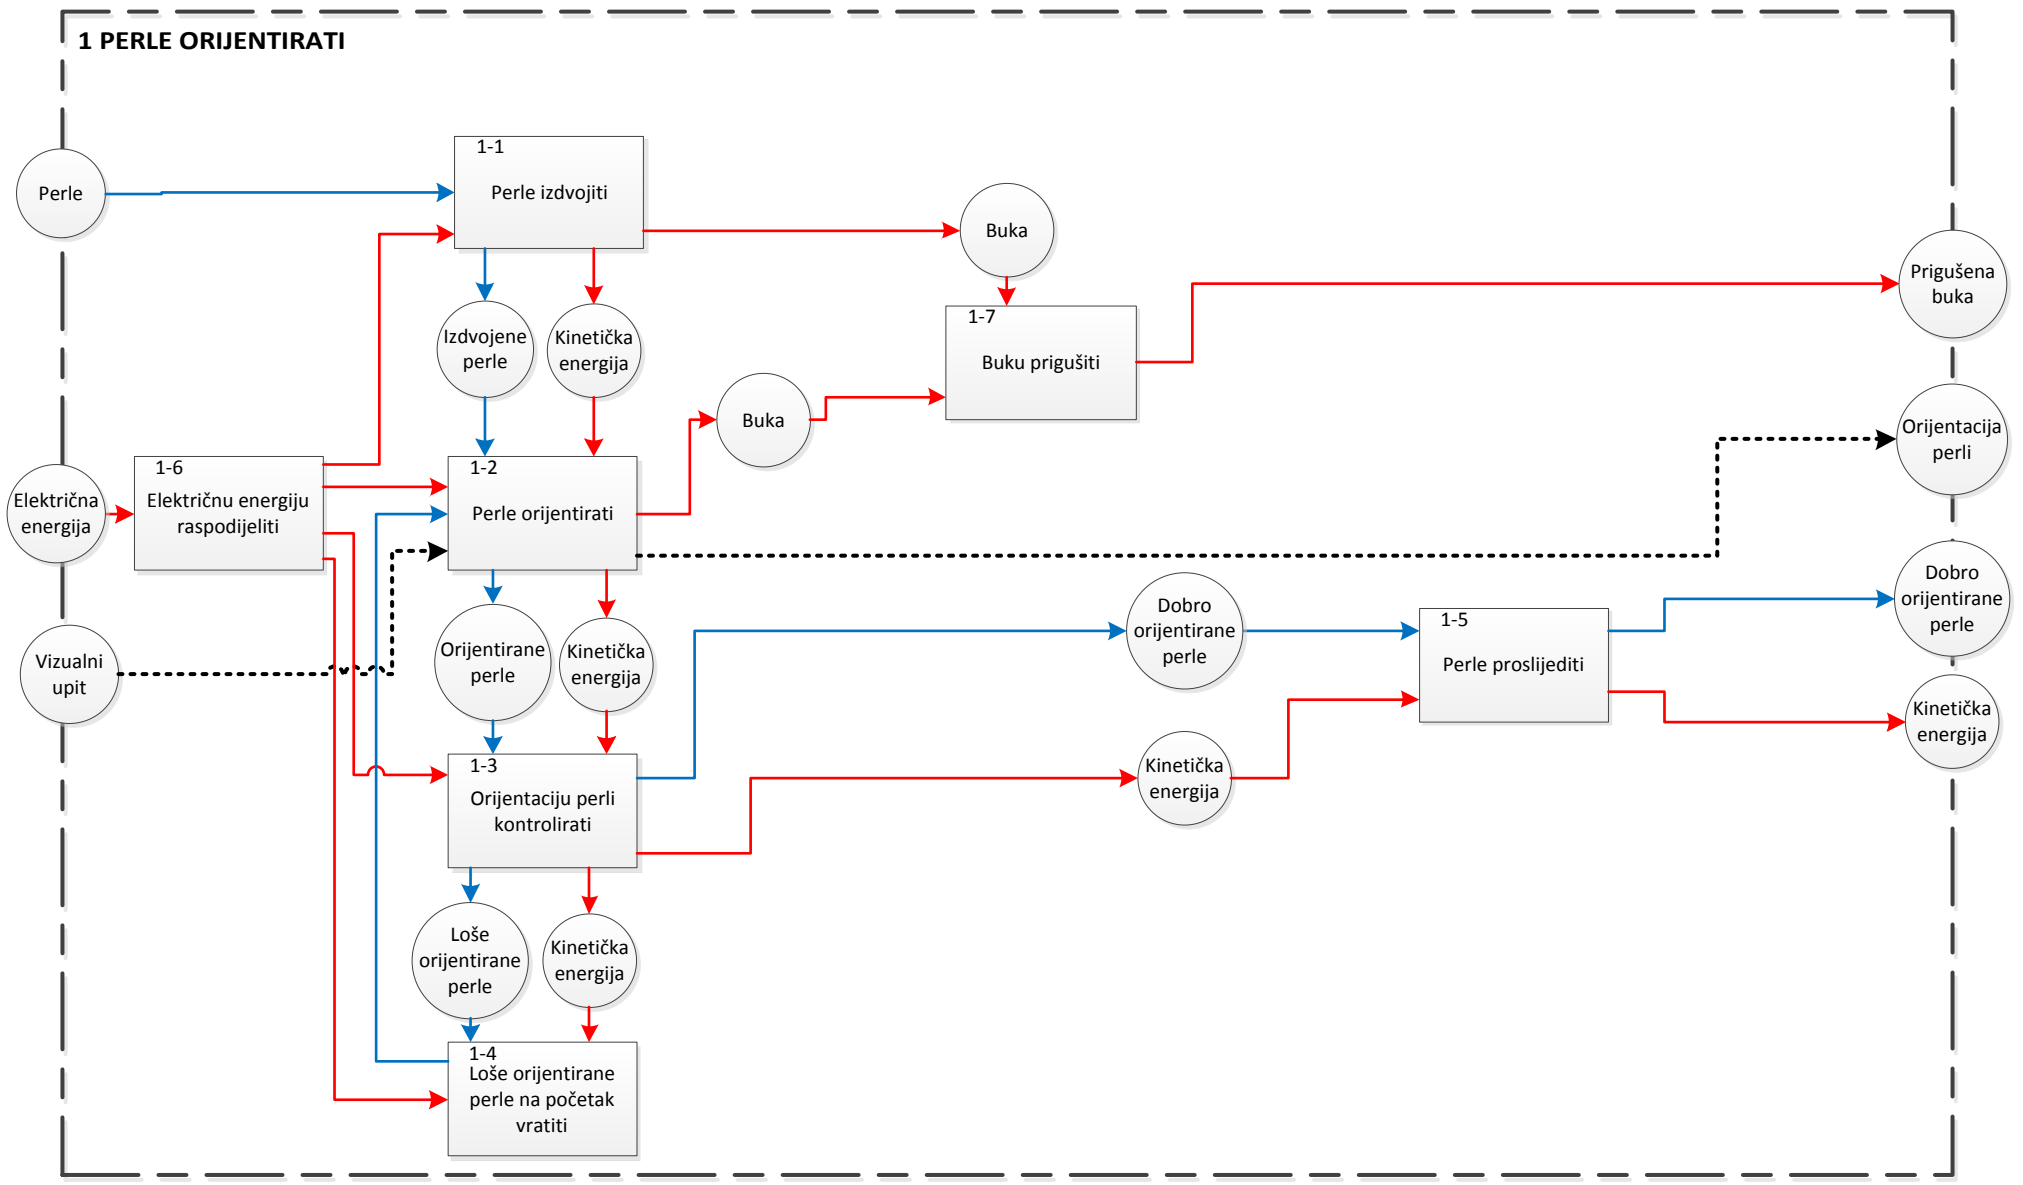 1 PERLE ORIJENTIRATI
Perle
1-1
Perle izdvojiti
Buka
Prigušena
buka
Izdvojene
perle
Kinetička
energija
1-7
Buku prigušiti
Buka
Orijentacija
perli
Električna
energija
1-6
Električnu energiju
raspodijeliti
1-2
Perle orijentirati
Vizualni
upit
Orijentirane
perle
Kinetička
energija
Dobro
orijentirane
perle
1-5
Perle proslijediti
Dobro
orijentirane
perle
Kinetička
energija
1-3
Orijentaciju perli
kontrolirati
Kinetička
energija
Loše
orijentirane
perle
Kinetička
energija
1-4
Loše orijentirane
perle na početak
vratiti